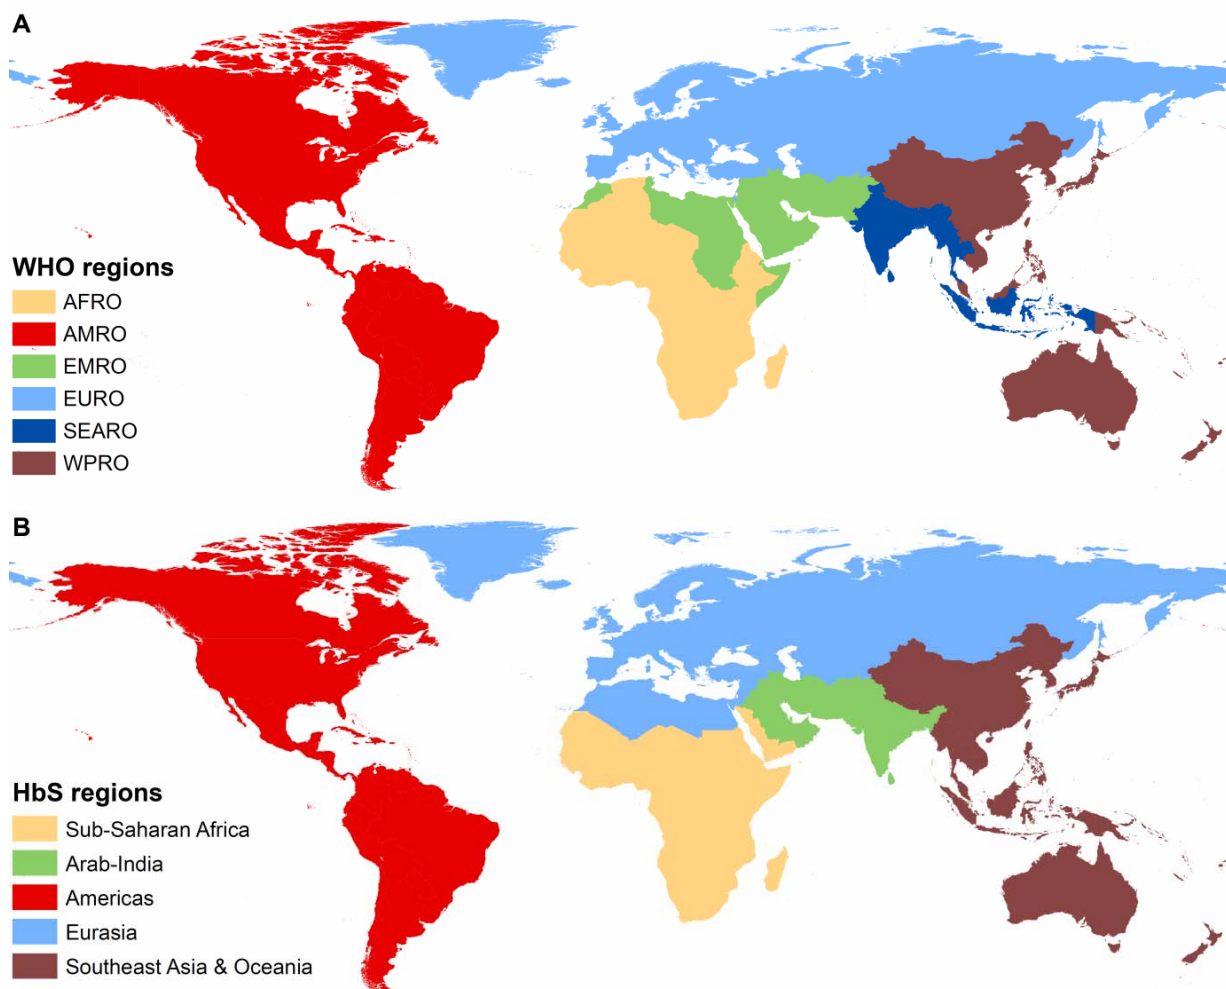 A
WHO regions
AFRO
AMRO
EMRO
EURO
SEARO
WPRO
B
HbS regions
Sub-Saharan Africa
Arab-India
Americas
Eurasia
Southeast Asia & Oceania